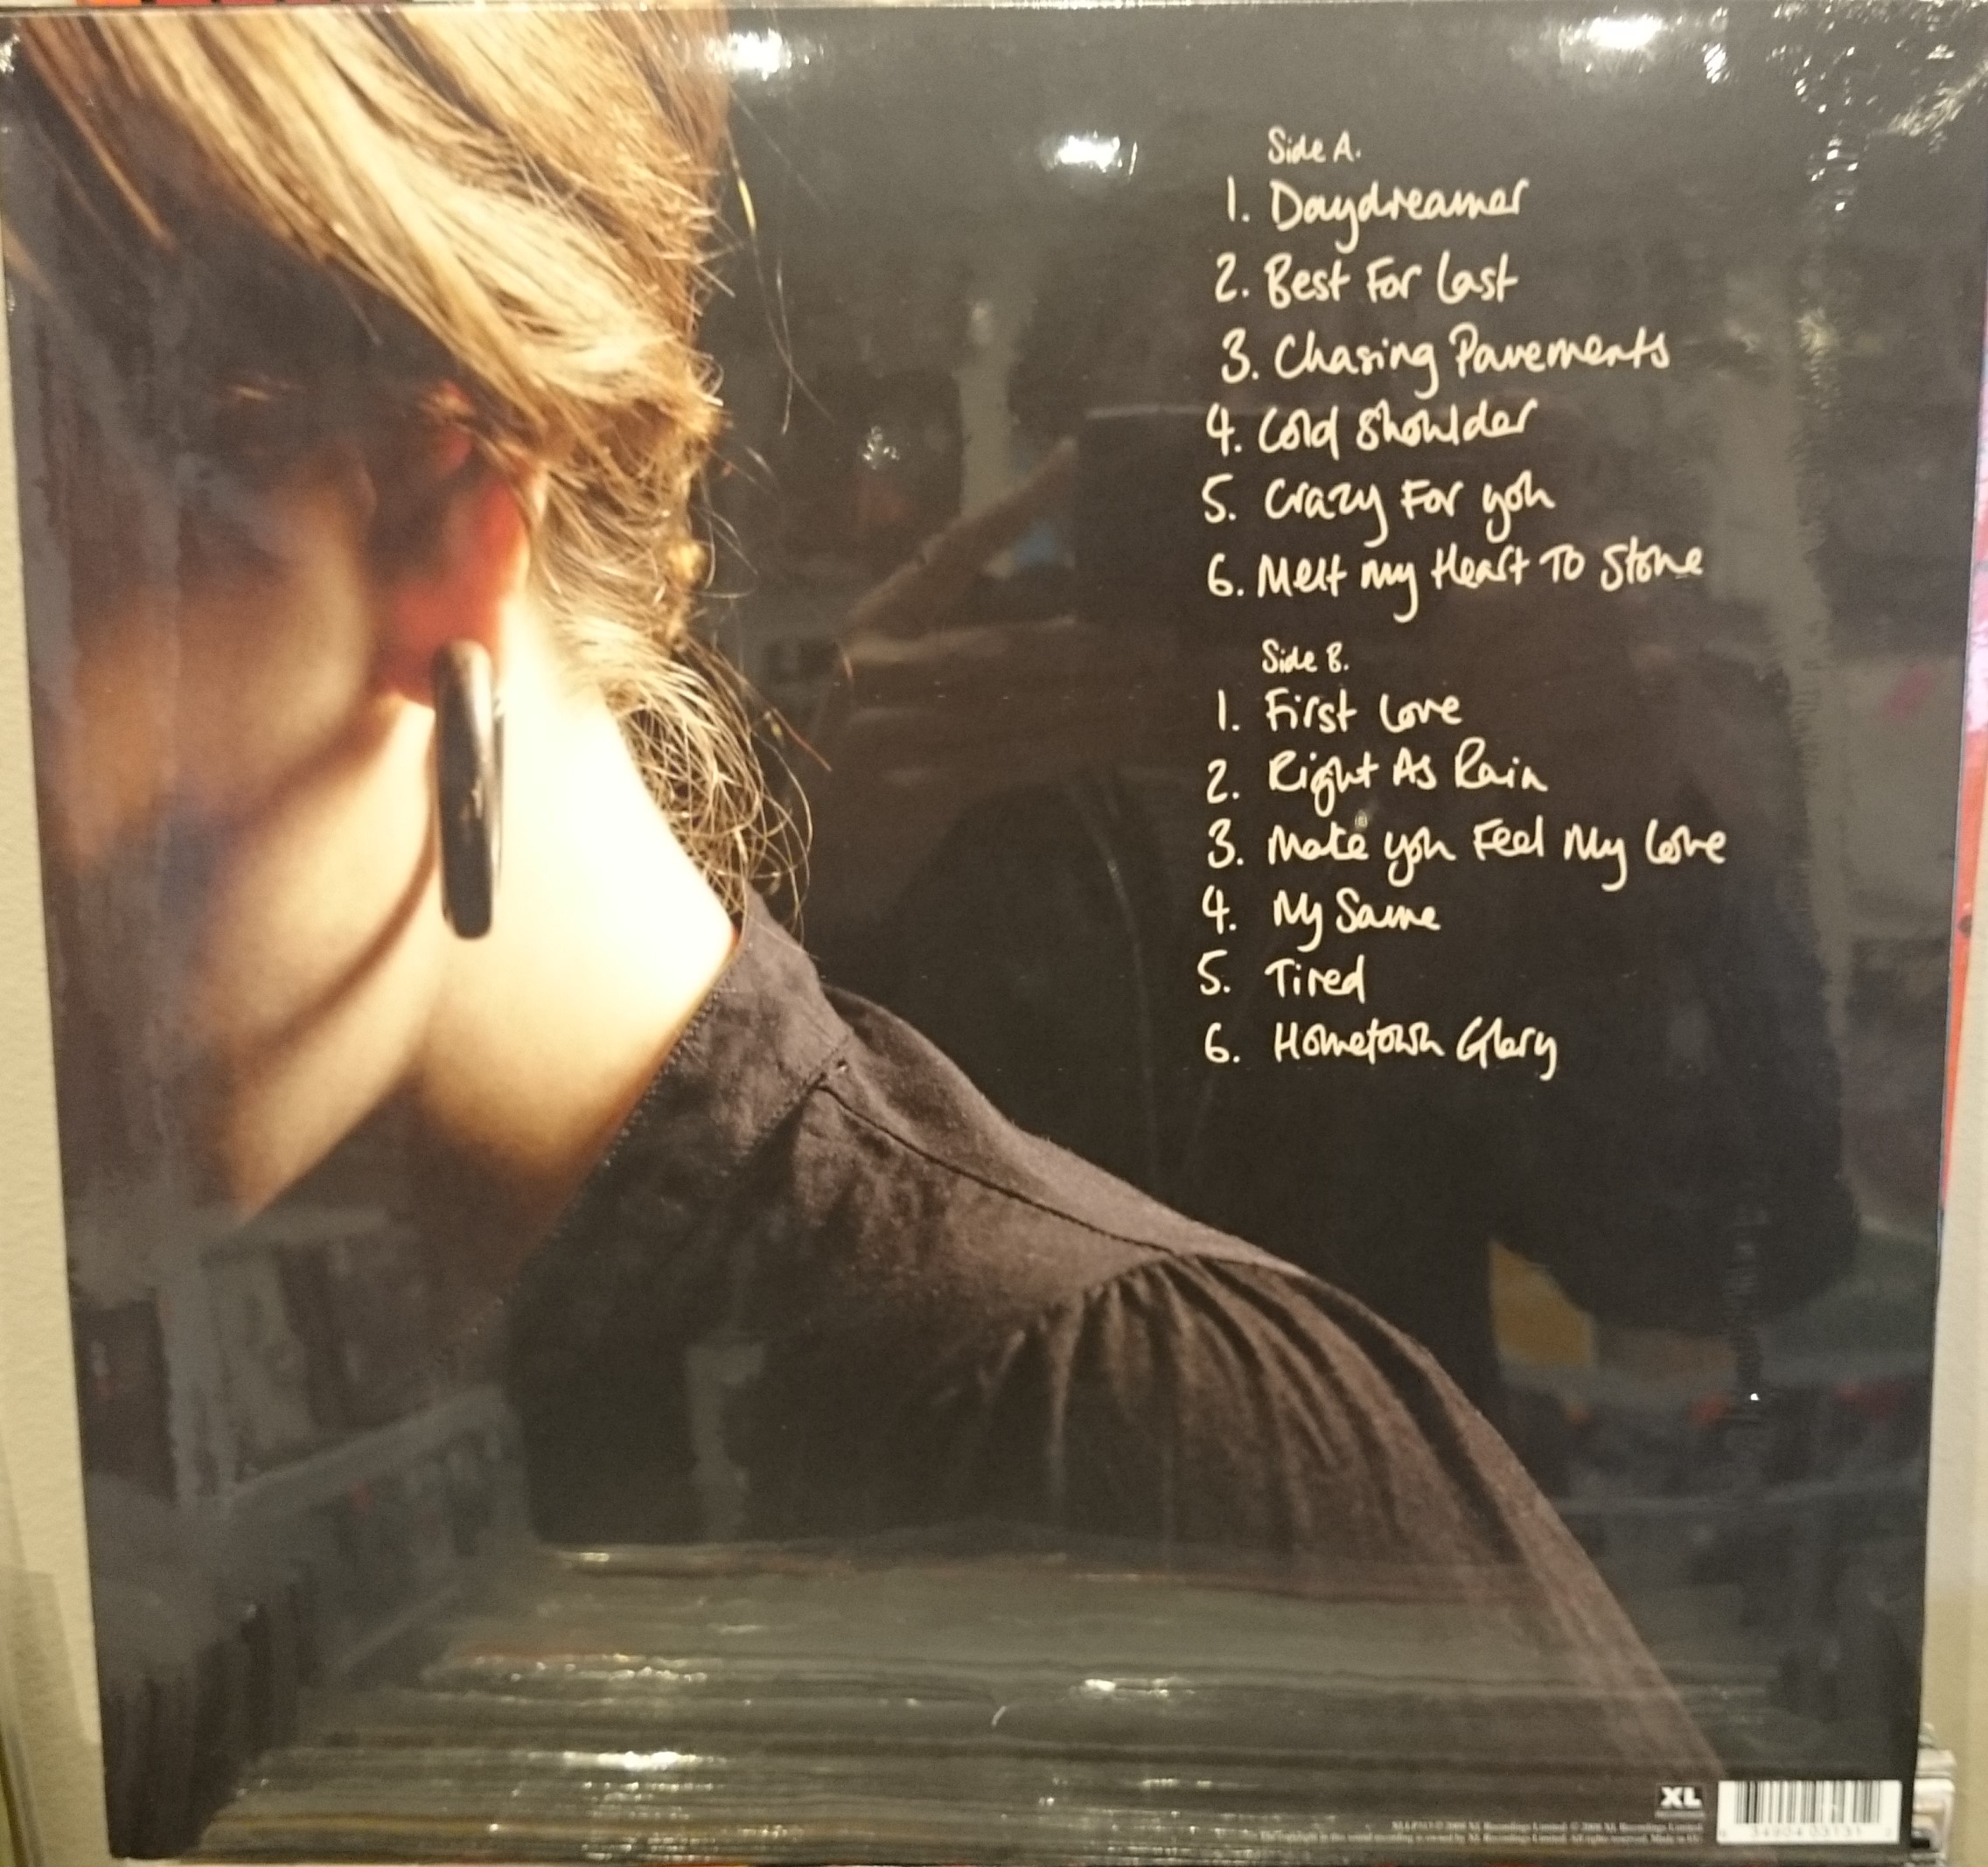 Side A.
1. Daydreamer
2. Best For Last
3. Chasing Pavements
4. Cold Shoulder
5. Crazy For you
6. Melt my Heart To Stone
Side B.
1. First Love
2. Right As Rain
3. Make you Feel My Love
4. My Same
5. Tired
6. Hometown Glory
XL